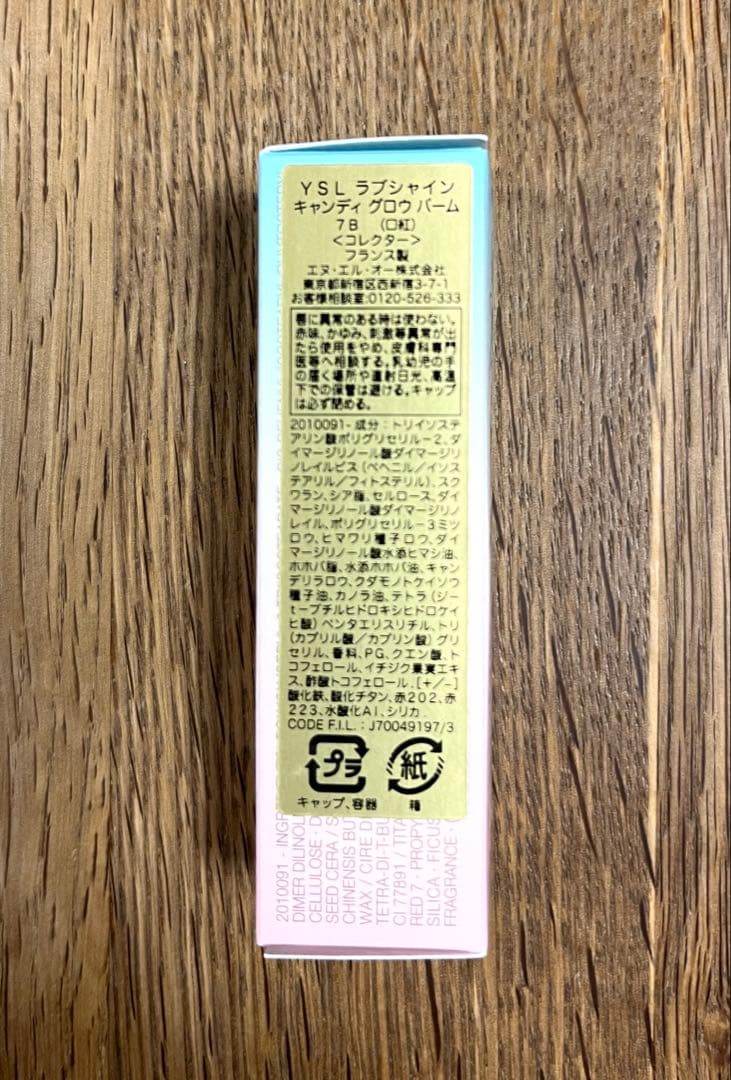 YSL ラブシャイン
キャンディ グロウ バーム
7B (口紅)
<コレクター>
フランス製
エヌ・エル・オー株式会社
東京都新宿区西新宿3-7-1
お客様相談室:0120-526-333
唇に異常のある時は使わない。
赤味、かゆみ、刺激等異常が出
たら使用をやめ、皮膚科専門
医等へ相談する。乳幼児の手
の届く場所や直射日光、高温
下での保管は避ける。キャップ
は必ず閉める。
2010091- 成分:トリイソステ
アリン酸ポリグリセリル-2、ダ
イマージリノール酸ダイマージリ
ノレイルビス(ベヘニル/イソス
テアリル/フィトステリル)、スク
ワラン、シア脂、セルロース、ダイ
マージリノール酸ダイマージリノ
レイル、ポリグリセリル-3ミツ
ロウ、ヒマワリ種子ロウ、ダイ
マージリノール酸水添ヒマシ油、
ホホバ脂、水添ホホバ油、キャン
デリラロウ、クダモノトケイソウ
種子油、カノラ油、テトラ(ジー
t-ブチルヒドロキシヒドロケイ
ヒ酸)ペンタエリスリチル、トリ
(カプリル酸/カプリン酸)グリ
セリル、香料、PG、クエン酸、ト
コフェロール、イチジク果実エキ
ス、酢酸トコフェロール、[+/-]
酸化鉄、酸化チタン、赤202、赤
223、水酸化Al、シリカ
CODE F.I.L. : J70049197/3
プラ 紙
キャップ、容器 箱
2010091 - INGR
DIMER DILINOL
CELLULOSE · D
SEED CERA / S
CHINENSIS BU
WAX / CIRE D
TETRA-DI-T-BU
CI 77891 / TITA
RED 7 - PROPY
SILICA - FICUS
FRAGRANCE